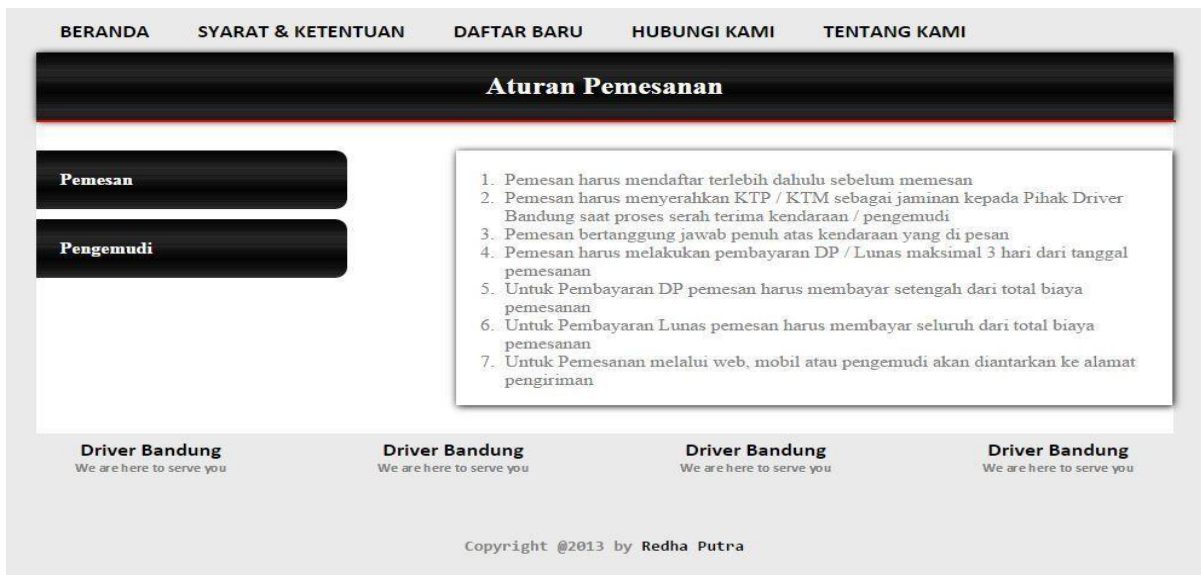 BERANDA SYARAT & KETENTUAN DAFTAR BARU HUBUNGI KAMI TENTANG KAMI
Aturan Pemesanan
Pemesan
Pengemudi
1. Pemesan harus mendaftar terlebih dahulu sebelum memesan
2. Pemesan harus menyerahkan KTP / KTM sebagai jaminan kepada Pihak Driver
Bandung saat proses serah terima kendaraan / pengemudi
3. Pemesan bertanggung jawab penuh atas kendaraan yang di pesan
4. Pemesan harus melakukan pembayaran DP / Lunas maksimal 3 hari dari tanggal
pemesanan
5. Untuk Pembayaran DP pemesan harus membayar setengah dari total biaya
pemesanan
6. Untuk Pembayaran Lunas pemesan harus membayar seluruh dari total biaya
pemesanan
7. Untuk Pemesanan melalui web, mobil atau pengemudi akan diantarkan ke alamat
pengiriman
Driver Bandung Driver Bandung Driver Bandung Driver Bandung
We are here to serve you We are here to serve you We are here to serve you We are here to serve you
Copyright @2013 by Redha Putra